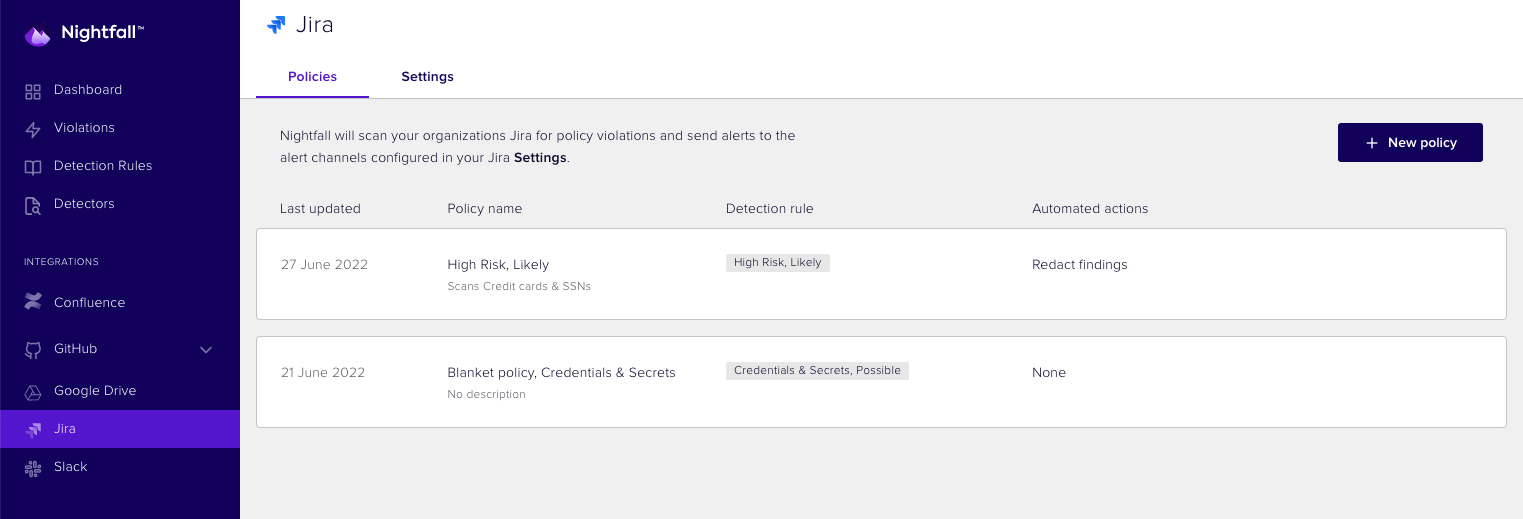 Nightfall™
Dashboard
Violations
Detection Rules
Detectors
INTEGRATIONS
Confluence
GitHub
Google Drive
Jira
Slack
Jira
Policies Settings
Nightfall will scan your organizations Jira for policy violations and send alerts to the
alert channels configured in your Jira Settings.
+ New policy
Last updated Policy name Detection rule Automated actions
27 June 2022 High Risk, Likely High Risk, Likely Redact findings
Scans Credit cards & SSNs
21 June 2022 Blanket policy, Credentials & Secrets Credentials & Secrets, Possible None
No description